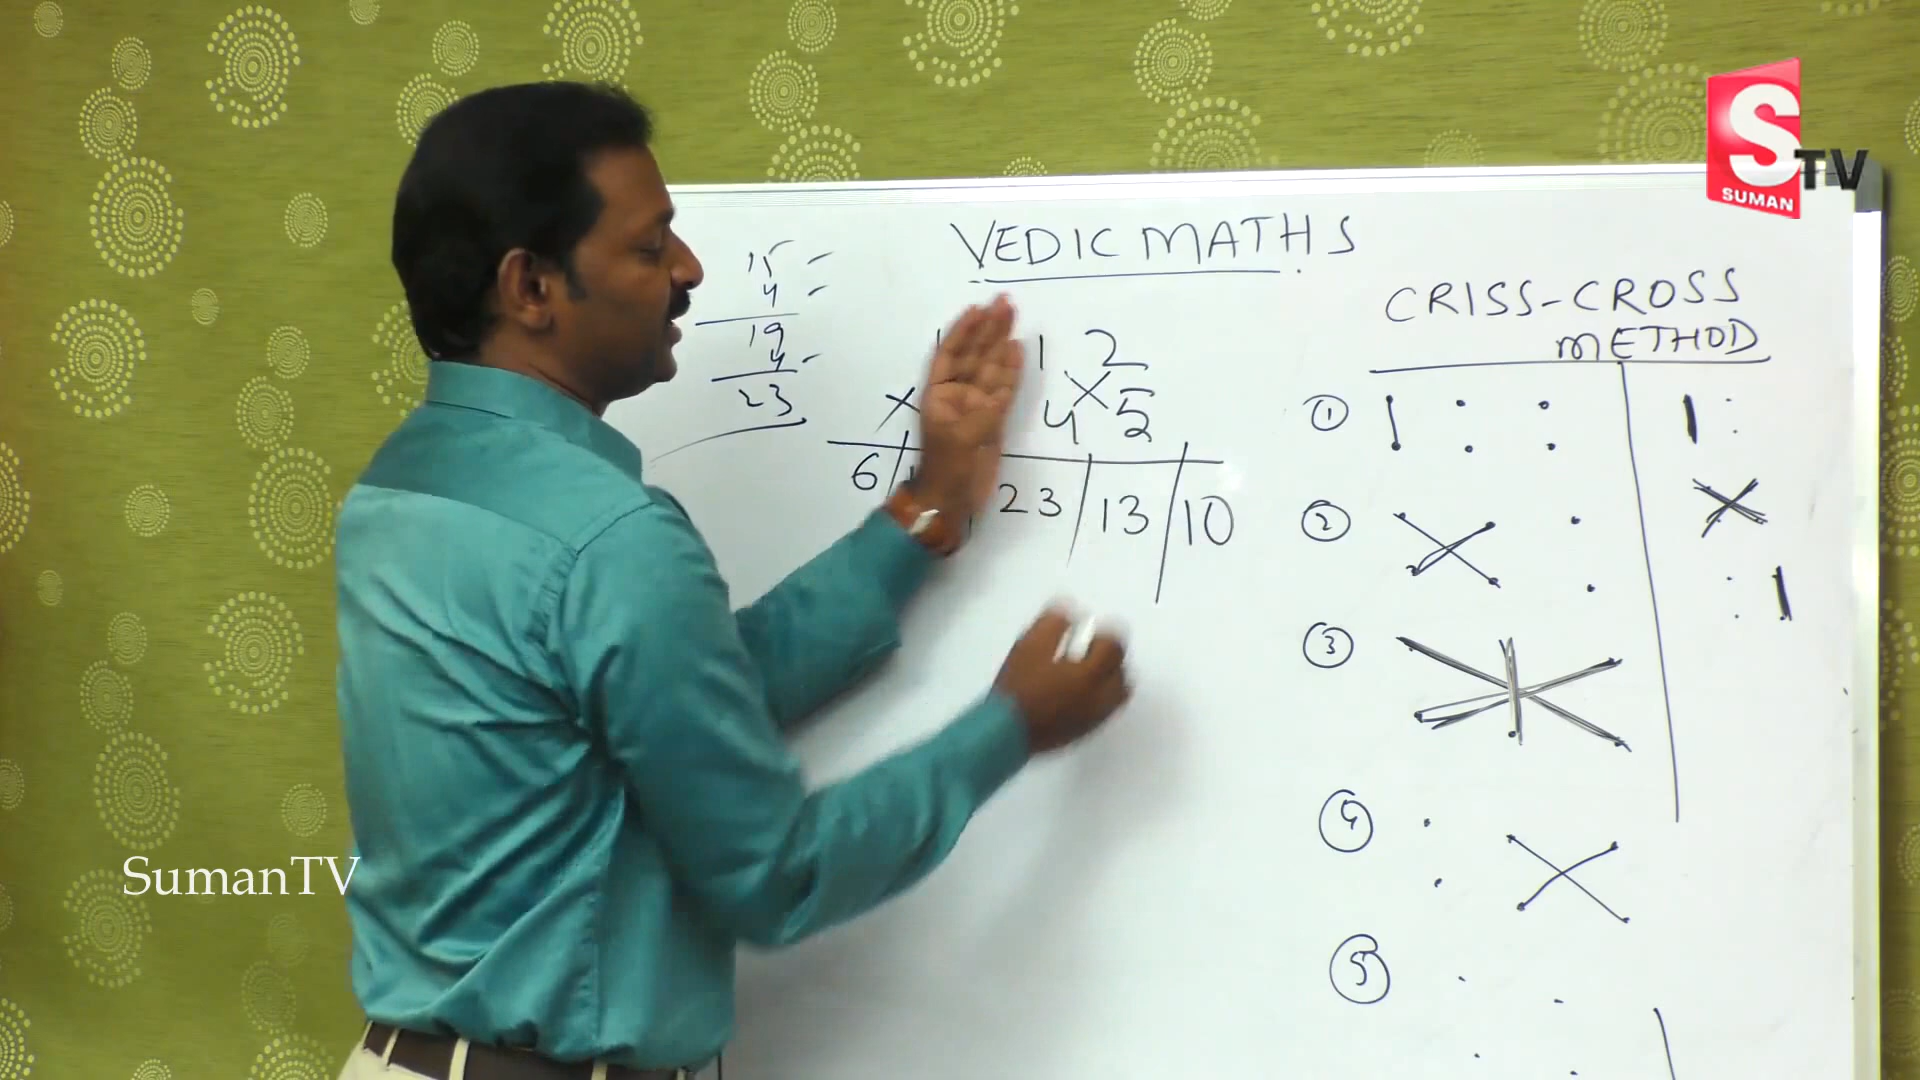 S TV
SUMAN
VEDIC MATHS
15 -
4 -
19
4 -
23
1 2
× 4 5
6 / 23 / 13 / 10
CRISS-CROSS
METHOD
1
2
3
4
5
SumanTV